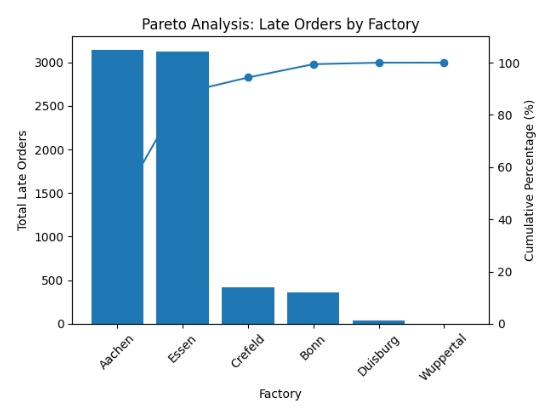 Pareto Analysis: Late Orders by Factory
3000
2500
2000
1500
1000
500
0
Total Late Orders
100
80
60
40
20
0
Cumulative Percentage (%)
Aachen
Essen
Crefeld
Bonn
Duisburg
Wuppertal
Factory